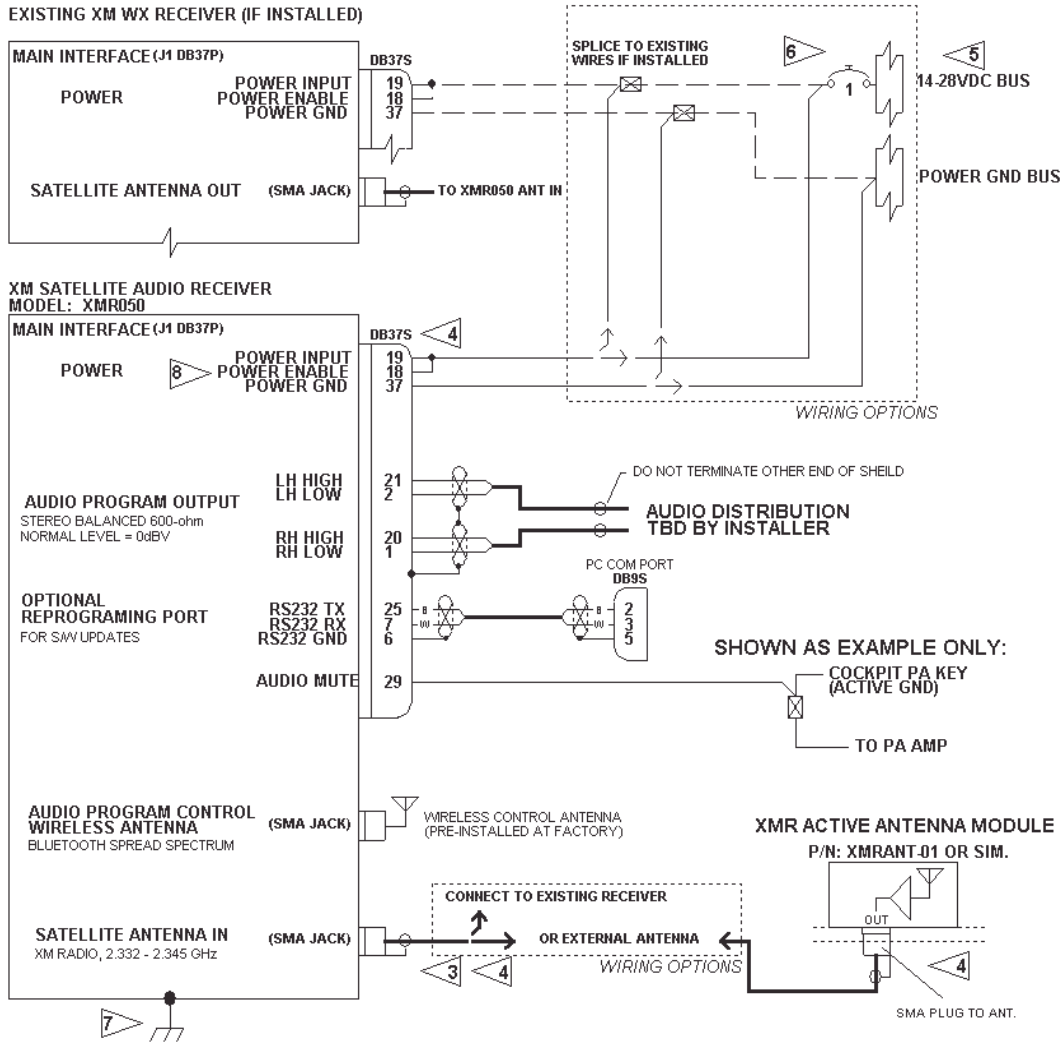 EXISTING XM WX RECEIVER (IF INSTALLED)
MAIN INTERFACE (J1 DB37P)
DB37S
POWER
POWER INPUT 19
POWER ENABLE 18
POWER GND 37
SATELLITE ANTENNA OUT (SMA JACK)
TO XMR050 ANT IN
SPLICE TO EXISTING
WIRES IF INSTALLED
6
1
5
14-28VDC BUS
POWER GND BUS
WIRING OPTIONS
XM SATELLITE AUDIO RECEIVER
MODEL: XMR050
MAIN INTERFACE (J1 DB37P)
DB37S
4
POWER
8
POWER INPUT 19
POWER ENABLE 18
POWER GND 37
AUDIO PROGRAM OUTPUT
STEREO BALANCED 600-ohm
NORMAL LEVEL = 0dBV
LH HIGH 21
LH LOW 2
RH HIGH 20
RH LOW 1
DO NOT TERMINATE OTHER END OF SHEILD
AUDIO DISTRIBUTION
TBD BY INSTALLER
OPTIONAL
REPROGRAMING PORT
FOR S/W UPDATES
RS232 TX 25 B
RS232 RX 7 W
RS232 GND 6
PC COM PORT
DB9S
B 2
W 3
5
AUDIO MUTE 29
SHOWN AS EXAMPLE ONLY:
COCKPIT PA KEY
(ACTIVE GND)
TO PA AMP
AUDIO PROGRAM CONTROL
WIRELESS ANTENNA
BLUETOOTH SPREAD SPECTRUM
(SMA JACK)
WIRELESS CONTROL ANTENNA
(PRE-INSTALLED AT FACTORY)
XMR ACTIVE ANTENNA MODULE
P/N: XMRANT-01 OR SIM.
OUT
4
SMA PLUG TO ANT.
SATELLITE ANTENNA IN
XM RADIO, 2.332 - 2.345 GHz
(SMA JACK)
CONNECT TO EXISTING RECEIVER
OR EXTERNAL ANTENNA
WIRING OPTIONS
3
4
7